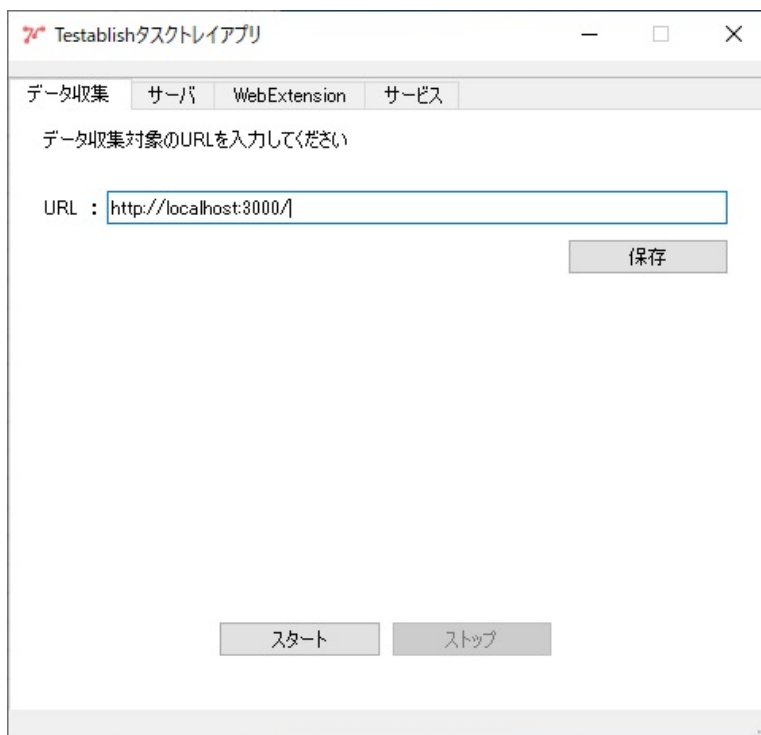 Testablishタスクトレイアプリ
データ収集 サーバ WebExtension サービス
データ収集対象のURLを入力してください
URL : http://localhost:3000/
保存
スタート ストップ